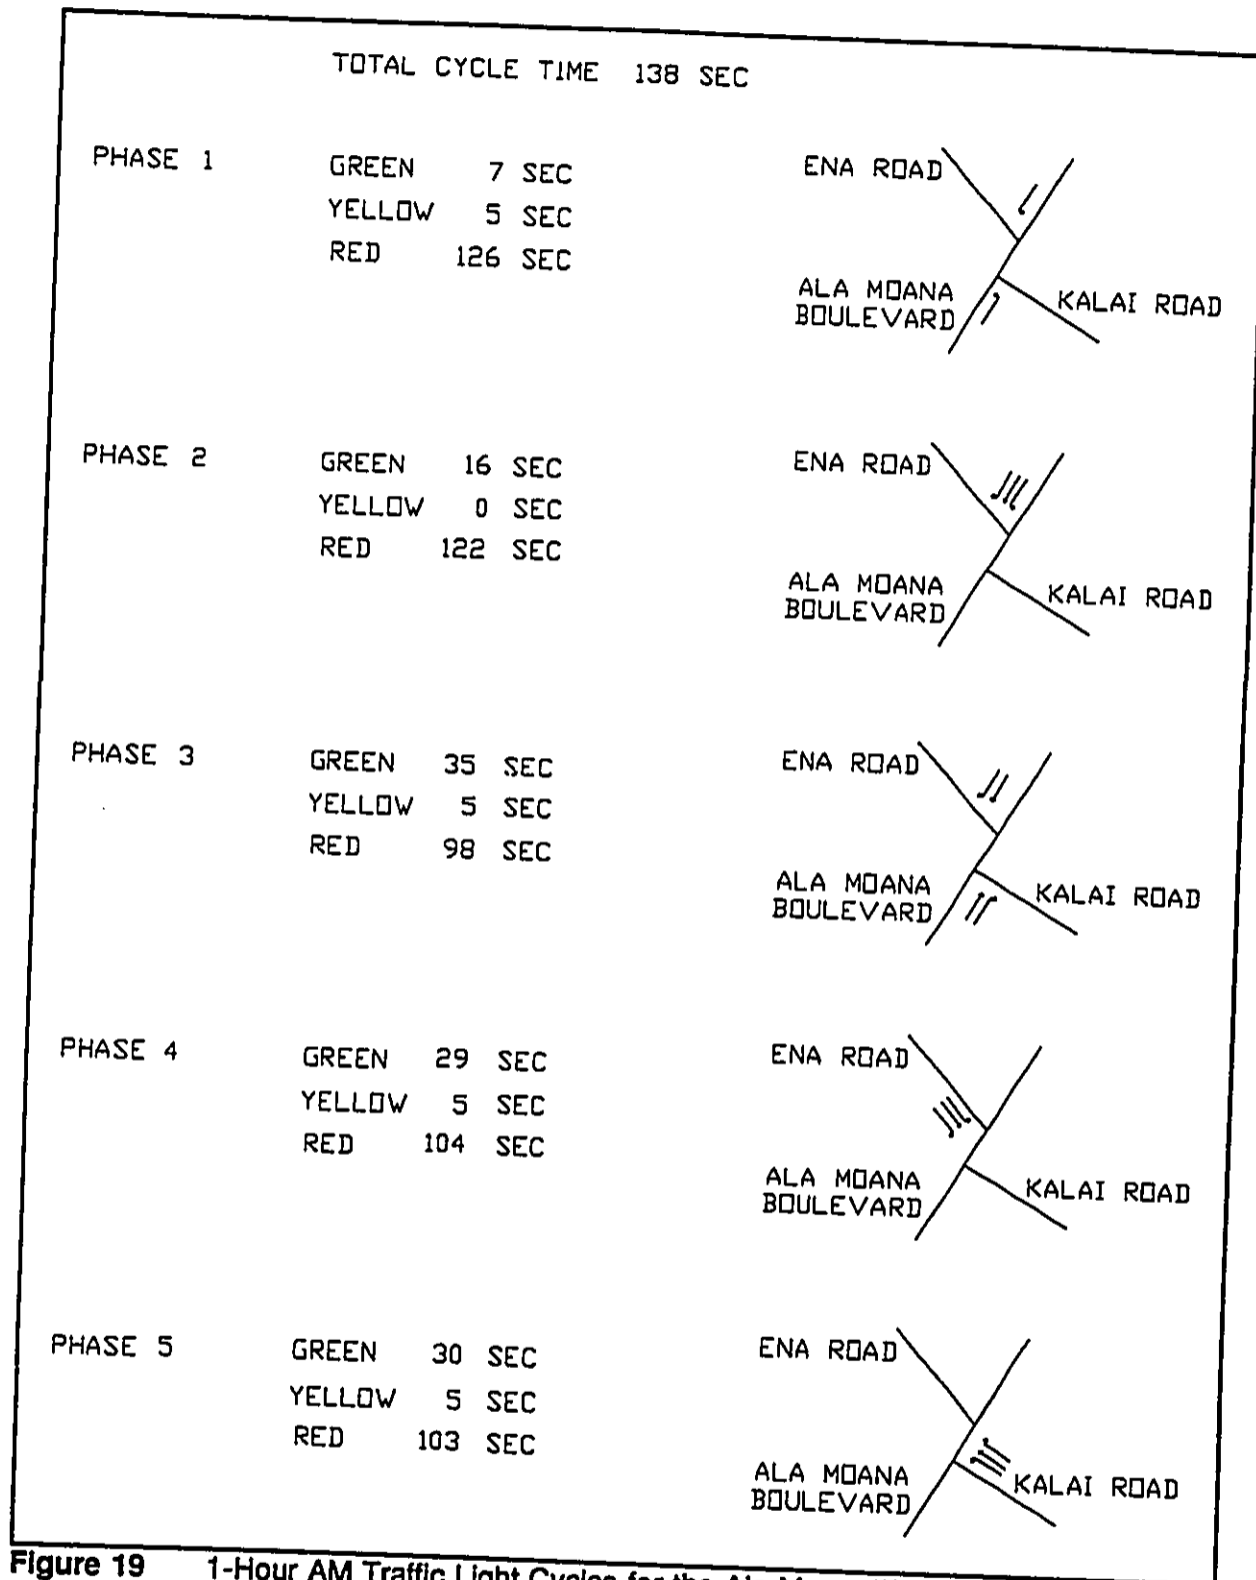 TOTAL CYCLE TIME 138 SEC
PHASE 1
GREEN 7 SEC
YELLOW 5 SEC
RED 126 SEC
ENA ROAD
ALA MOANA
BOULEVARD
KALAI ROAD
PHASE 2
GREEN 16 SEC
YELLOW 0 SEC
RED 122 SEC
ENA ROAD
ALA MOANA
BOULEVARD
KALAI ROAD
PHASE 3
GREEN 35 SEC
YELLOW 5 SEC
RED 98 SEC
ENA ROAD
ALA MOANA
BOULEVARD
KALAI ROAD
PHASE 4
GREEN 29 SEC
YELLOW 5 SEC
RED 104 SEC
ENA ROAD
ALA MOANA
BOULEVARD
KALAI ROAD
PHASE 5
GREEN 30 SEC
YELLOW 5 SEC
RED 103 SEC
ENA ROAD
ALA MOANA
BOULEVARD
KALAI ROAD
Figure 19 1-Hour AM Traffic Light Cycles for the Ala